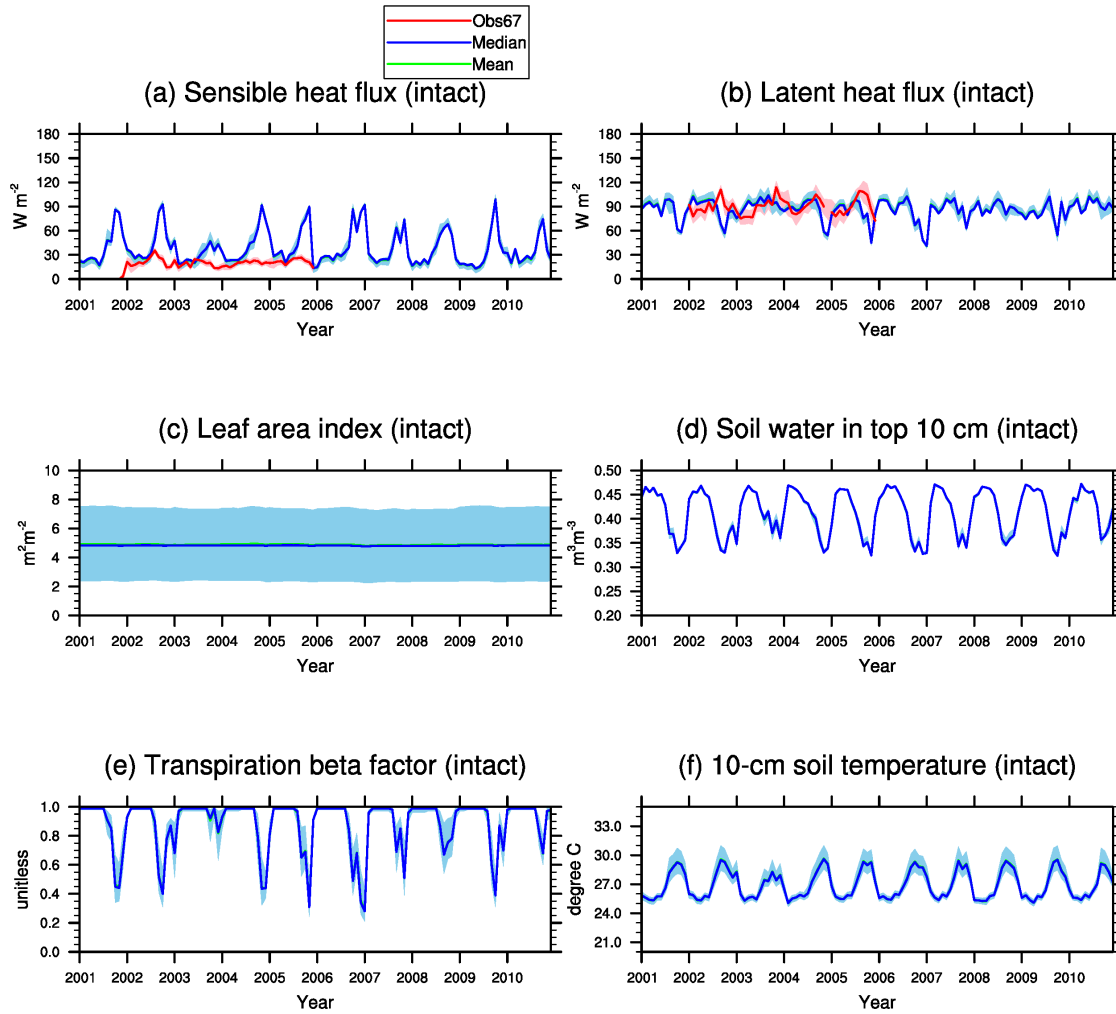 Obs67
Median
Mean
(a) Sensible heat flux (intact)
(b) Latent heat flux (intact)
180
150
120
90
60
30
0
W m-2
2001 2002 2003 2004 2005 2006 2007 2008 2009 2010
Year
180
150
120
90
60
30
0
W m-2
2001 2002 2003 2004 2005 2006 2007 2008 2009 2010
Year
(c) Leaf area index (intact)
(d) Soil water in top 10 cm (intact)
10
8
6
4
2
0
m2m-2
2001 2002 2003 2004 2005 2006 2007 2008 2009 2010
Year
0.50
0.45
0.40
0.35
0.30
0.25
0.20
m3m-3
2001 2002 2003 2004 2005 2006 2007 2008 2009 2010
Year
(e) Transpiration beta factor (intact)
(f) 10-cm soil temperature (intact)
1.0
0.8
0.6
0.4
0.2
0.0
unitless
2001 2002 2003 2004 2005 2006 2007 2008 2009 2010
Year
33.0
30.0
27.0
24.0
21.0
degree C
2001 2002 2003 2004 2005 2006 2007 2008 2009 2010
Year